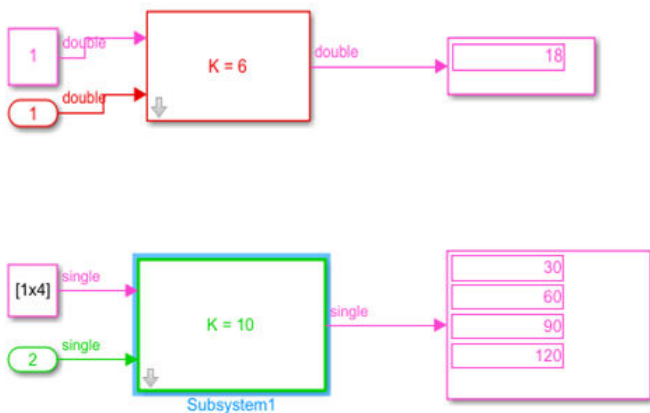 double
1
K = 6
double
18
double
1
single
[1x4]
30
60
K = 10
single
90
single
120
2
Subsystem1